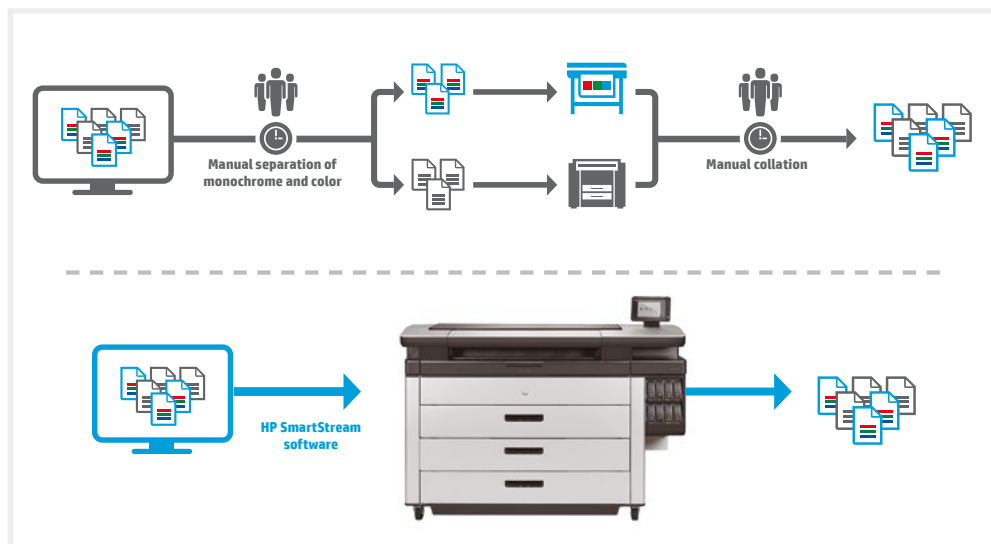 Manual separation of
monochrome and color
Manual collation
HP SmartStream
software